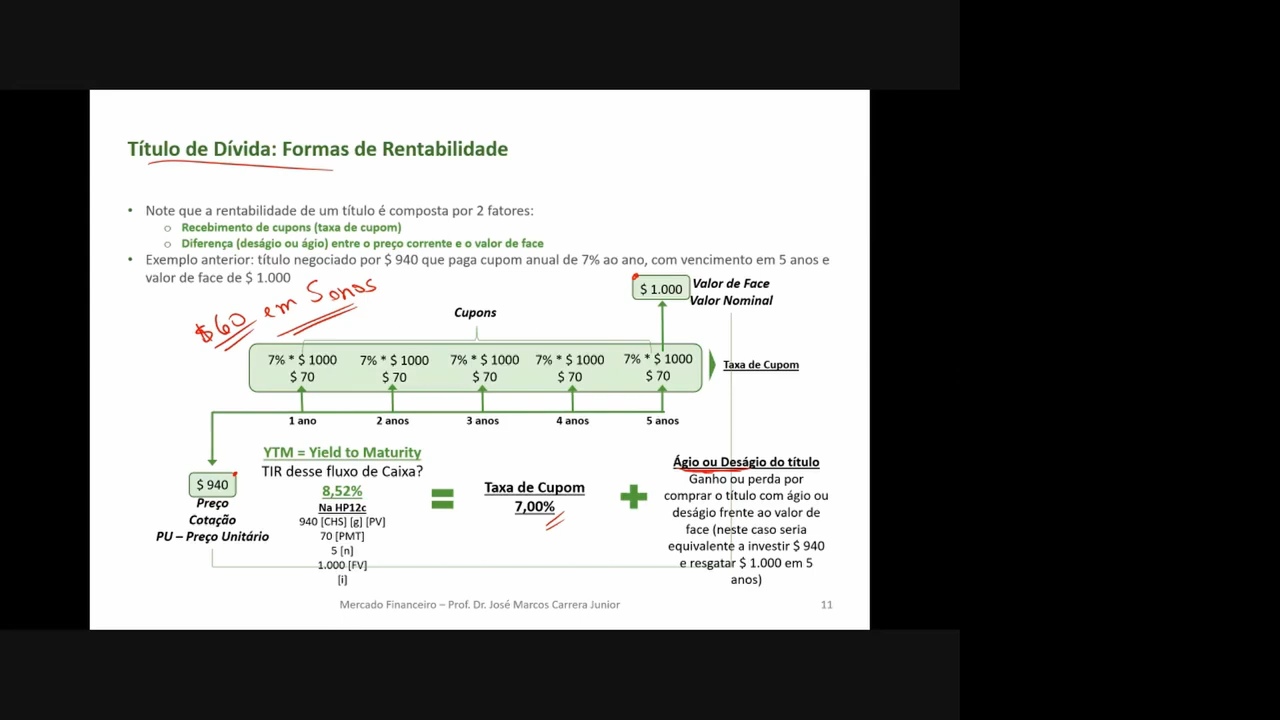 Título de Dívida: Formas de Rentabilidade
• Note que a rentabilidade de um título é composta por 2 fatores:
o Recebimento de cupons (taxa de cupom)
o Diferença (deságio ou ágio) entre o preço corrente e o valor de face
• Exemplo anterior: título negociado por $ 940 que paga cupom anual de 7% ao ano, com vencimento em 5 anos e
valor de face de $ 1.000
$60 em 5 anos
$ 1.000
Valor de Face
Valor Nominal
Cupons
7% * $ 1000 7% * $ 1000 7% * $ 1000 7% * $ 1000 7% * $ 1000
$ 70 $ 70 $ 70 $ 70 $ 70
Taxa de Cupom
1 ano 2 anos 3 anos 4 anos 5 anos
$ 940
Preço
Cotação
PU – Preço Unitário
YTM = Yield to Maturity
TIR desse fluxo de Caixa?
8,52%
Na HP12c
940 [CHS] [g] [PV]
70 [PMT]
5 [n]
1.000 [FV]
[i]
=
Taxa de Cupom
7,00%
+
Ágio ou Deságio do título
Ganho ou perda por
comprar o título com ágio ou
deságio frente ao valor de
face (neste caso seria
equivalente a investir $ 940
e resgatar $ 1.000 em 5
anos)
Mercado Financeiro – Prof. Dr. José Marcos Carrera Junior
11